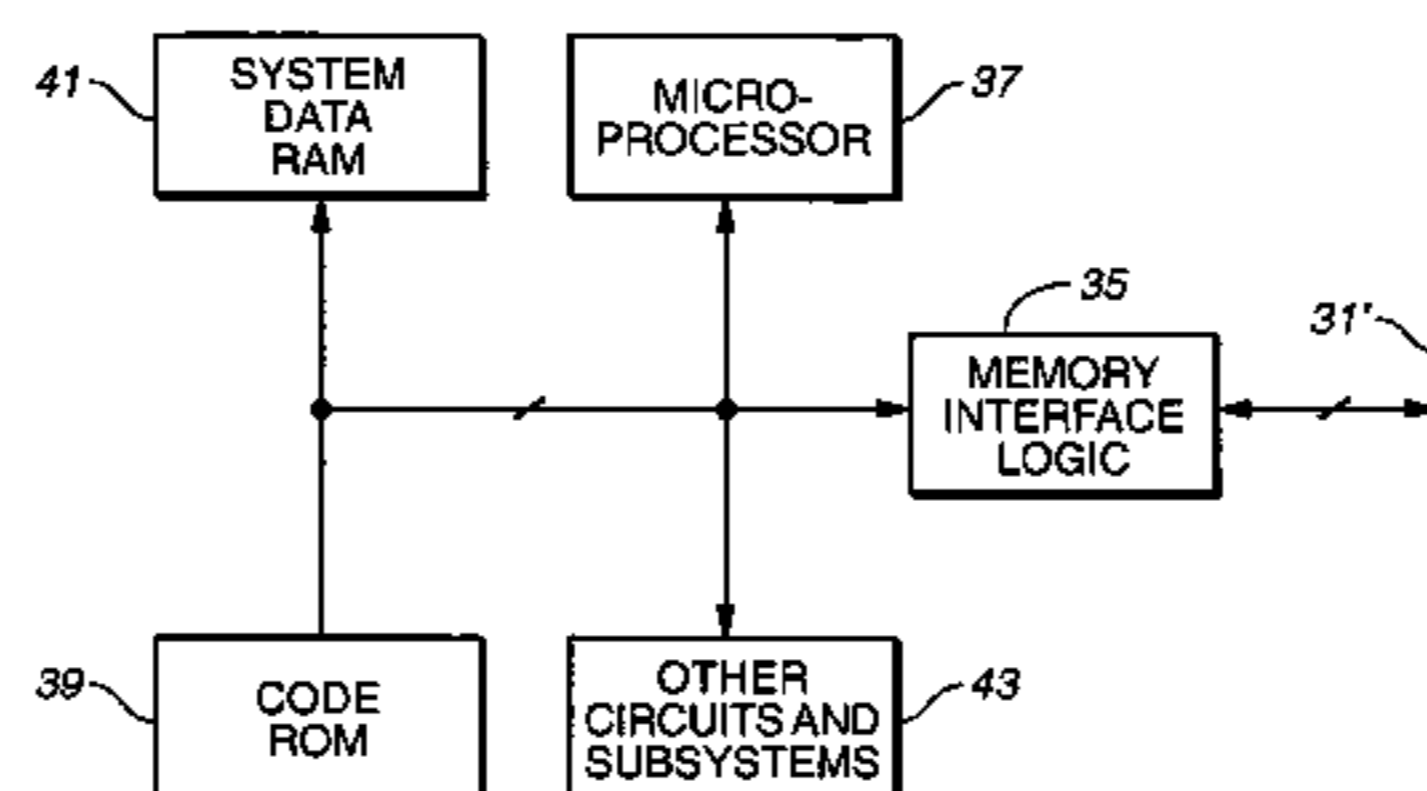 41
SYSTEM
DATA
RAM
MICRO-
PROCESSOR
37
35
MEMORY
INTERFACE
LOGIC
31'
39
CODE
ROM
OTHER
CIRCUITS AND
SUBSYSTEMS
43